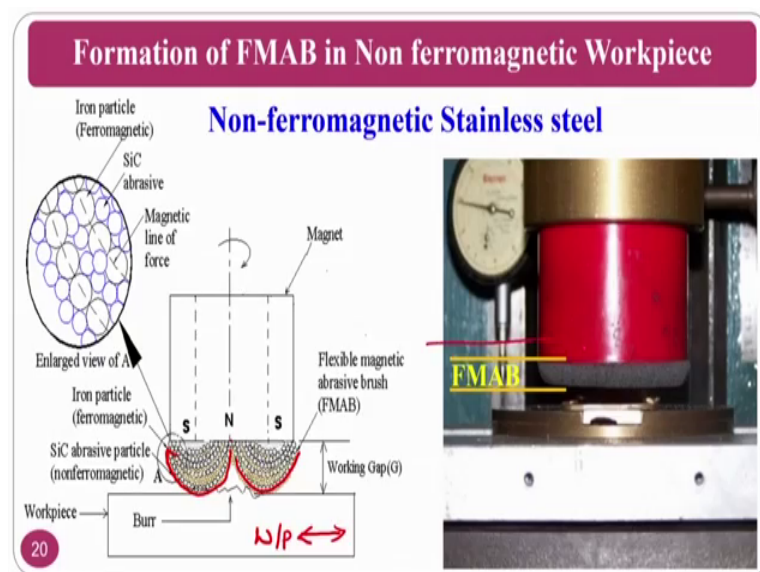 Formation of FMAB in Non ferromagnetic Workpiece
Non-ferromagnetic Stainless steel
Iron particle
(Ferromagnetic)
SiC
abrasive
Magnetic
line of
force
Enlarged view of A
Magnet
Iron particle
(ferromagnetic)
SiC abrasive particle
(nonferromagnetic)
A
S N S
Flexible magnetic
abrasive brush
(FMAB)
Working Gap(G)
Workpiece
Burr
W/P
FMAB
20